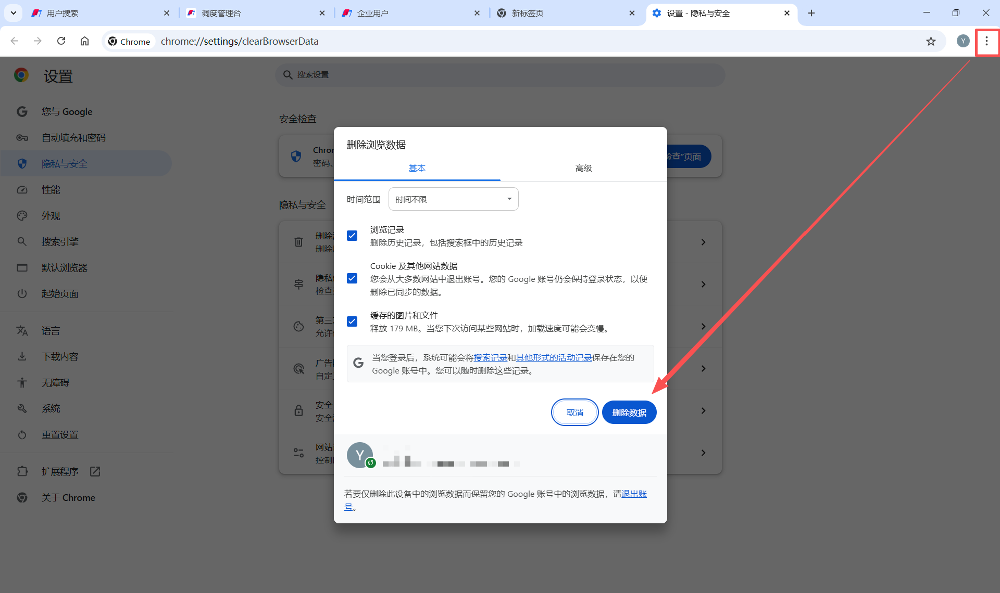 用户搜索
调度管理台
企业用户
新标签页
设置 - 隐私与安全
Chrome
chrome://settings/clearBrowserData
Y
设置
搜索设置
您与 Google
自动填充和密码
隐私与安全
性能
外观
搜索引擎
默认浏览器
起始页面
语言
下载内容
无障碍
系统
重置设置
扩展程序
关于 Chrome
安全检查
Chro
密码、
检查”页面
隐私与安全
删除
删除
隐私
检查
第三
允许
广告
自定
安全
安全
网站
控制
删除浏览数据
基本
高级
时间范围
时间不限
浏览记录
删除历史记录，包括搜索框中的历史记录
Cookie 及其他网站数据
您会从大多数网站中退出账号。您的 Google 账号仍会保持登录状态，以便
删除已同步的数据。
缓存的图片和文件
释放 179 MB。当您下次访问某些网站时，加载速度可能会变慢。
当您登录后，系统可能会将搜索记录和其他形式的活动记录保存在您的
Google 账号中。您可以随时删除这些记录。
取消
删除数据
Y
若要仅删除此设备中的浏览数据而保留您的 Google 账号中的浏览数据，请退出账
号。